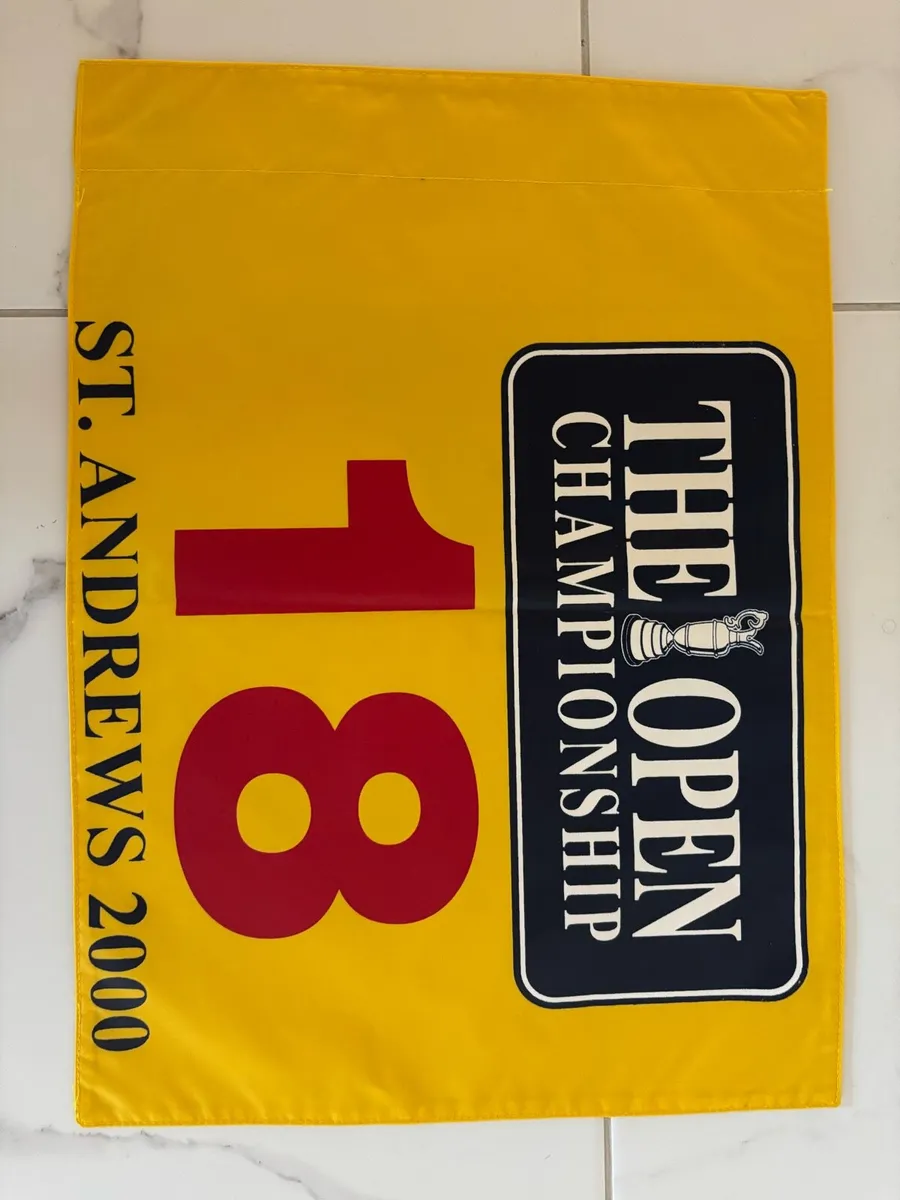 THE OPEN
CHAMPIONSHIP
18
ST. ANDREWS 2000